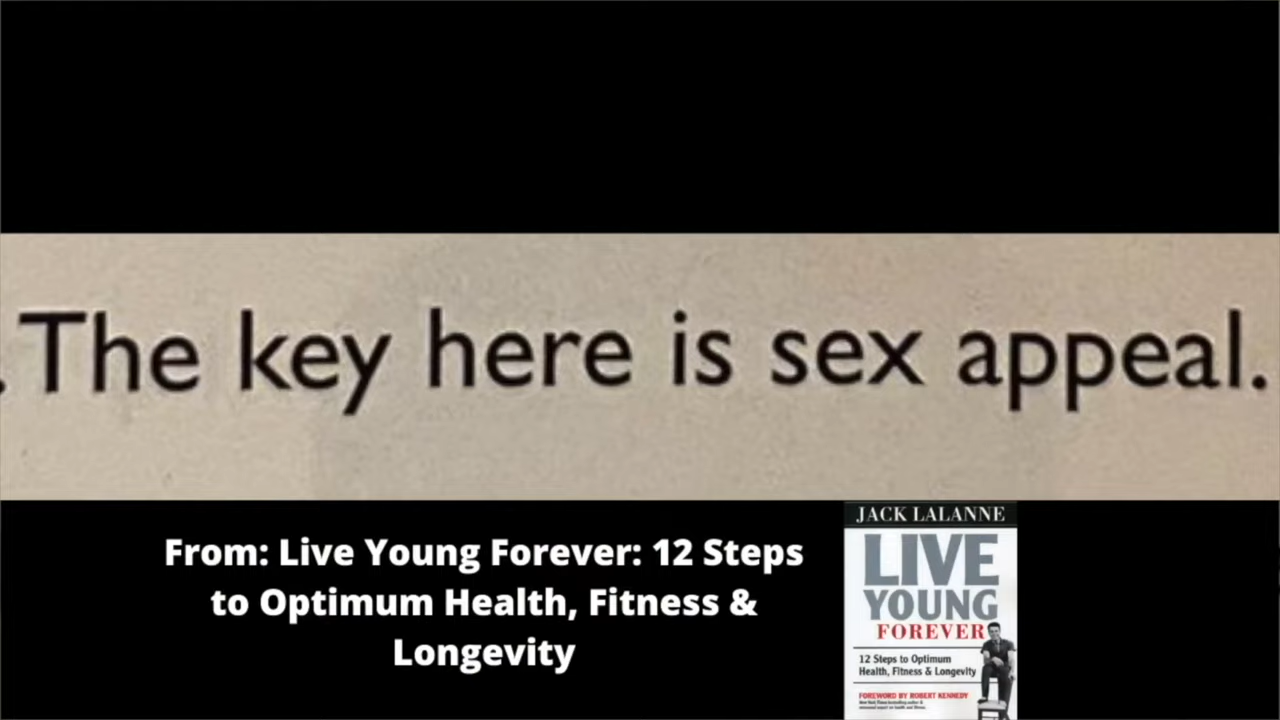 .The key here is sex appeal.
From: Live Young Forever: 12 Steps
to Optimum Health, Fitness &
Longevity
JACK LALANNE
LIVE
YOUNG
FOREVER
12 Steps to Optimum
Health, Fitness & Longevity
FOREWORD BY ROBERT KENNEDY